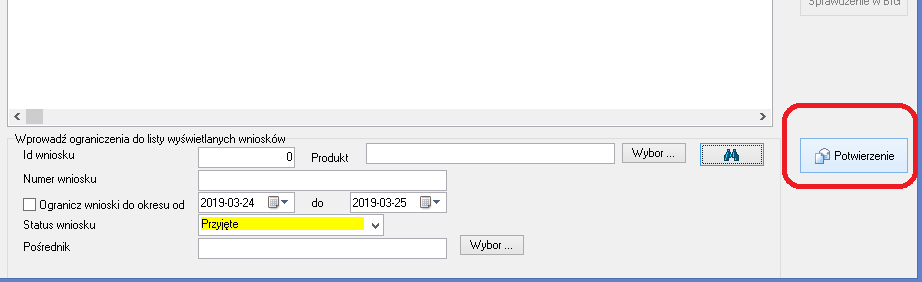 Sprawdzenie w BIG
Wprowadź ograniczenia do listy wyświetlanych wniosków
Id wniosku 0 Produkt Wybor ... Potwierzenie
Numer wniosku
Ogranicz wnioski do okresu od 2019-03-24 do 2019-03-25
Status wniosku Przyjęte
Pośrednik Wybor ...